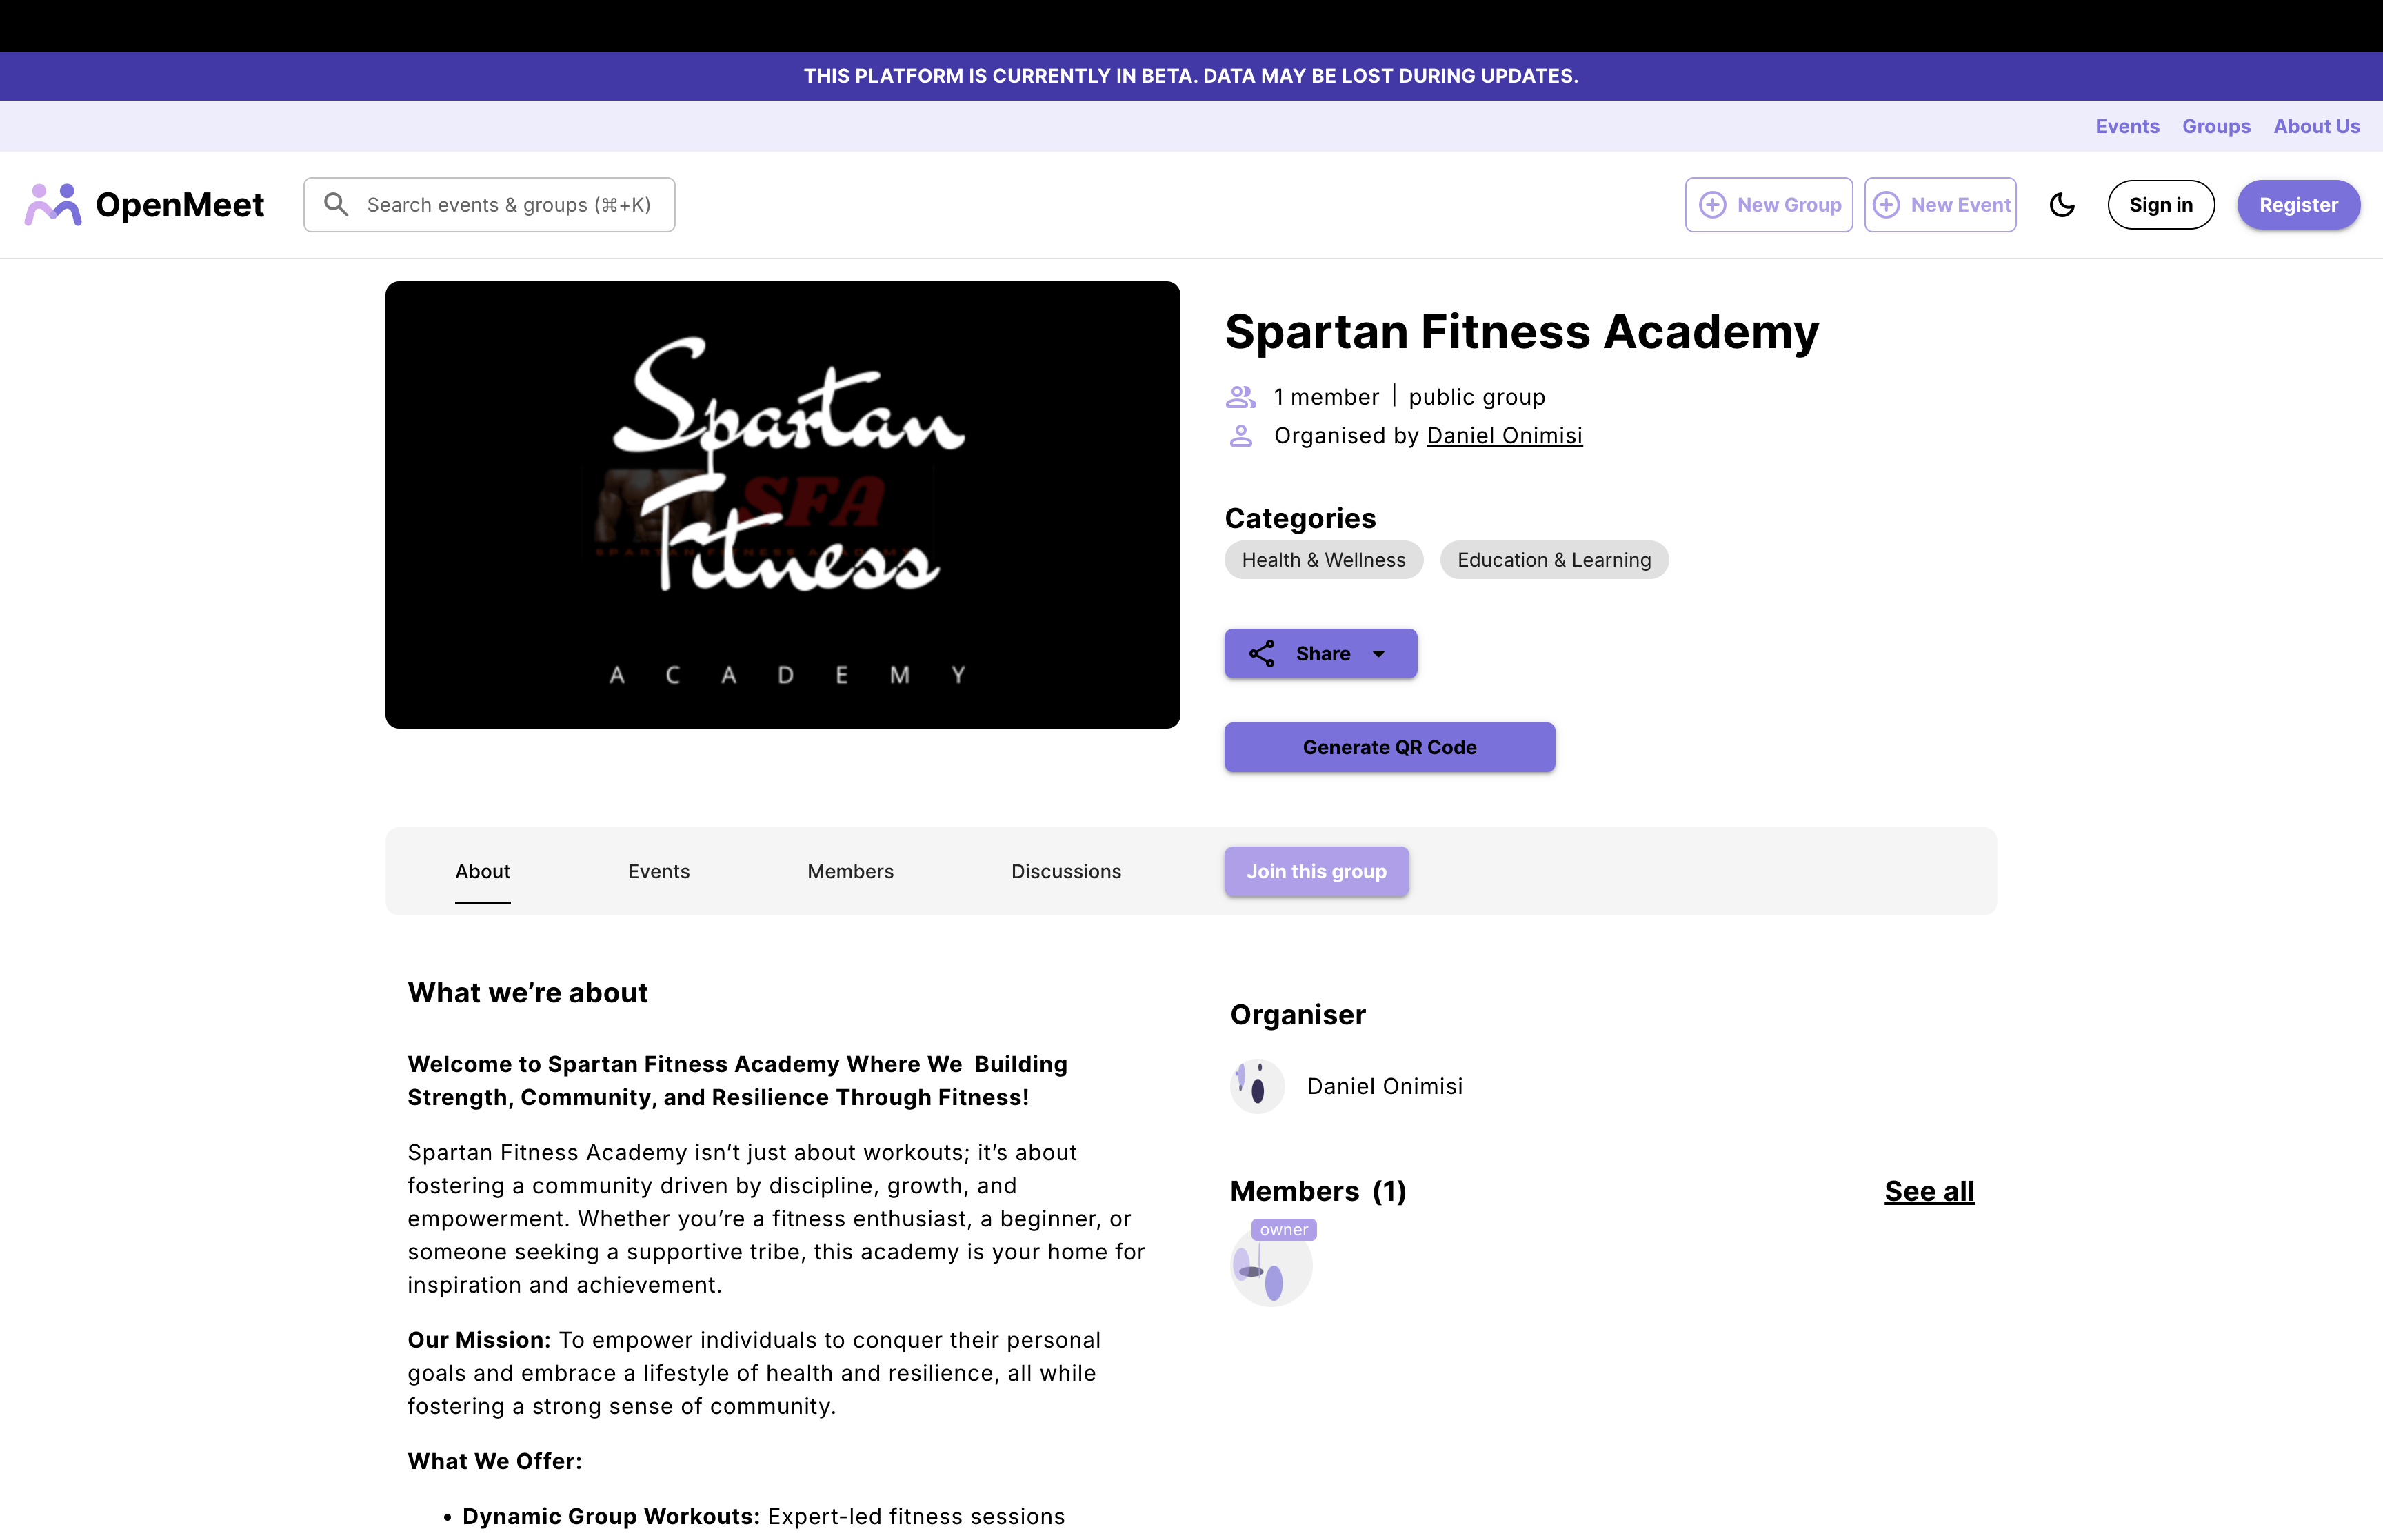 THIS PLATFORM IS CURRENTLY IN BETA. DATA MAY BE LOST DURING UPDATES.
Events Groups About Us
OpenMeet
Search events & groups (⌘+K)
New Group
New Event
Sign in
Register
Spartan
SFA
SPARTAN FITNESS ACADEMY
Fitness
ACADEMY
Spartan Fitness Academy
1 member | public group
Organised by Daniel Onimisi
Categories
Health & Wellness Education & Learning
Share
Generate QR Code
About Events Members Discussions Join this group
What we’re about
Welcome to Spartan Fitness Academy Where We  Building
Strength, Community, and Resilience Through Fitness!
Spartan Fitness Academy isn’t just about workouts; it’s about
fostering a community driven by discipline, growth, and
empowerment. Whether you’re a fitness enthusiast, a beginner, or
someone seeking a supportive tribe, this academy is your home for
inspiration and achievement.
Our Mission: To empower individuals to conquer their personal
goals and embrace a lifestyle of health and resilience, all while
fostering a strong sense of community.
What We Offer:
• Dynamic Group Workouts: Expert-led fitness sessions
Organiser
Daniel Onimisi
Members (1)
See all
owner